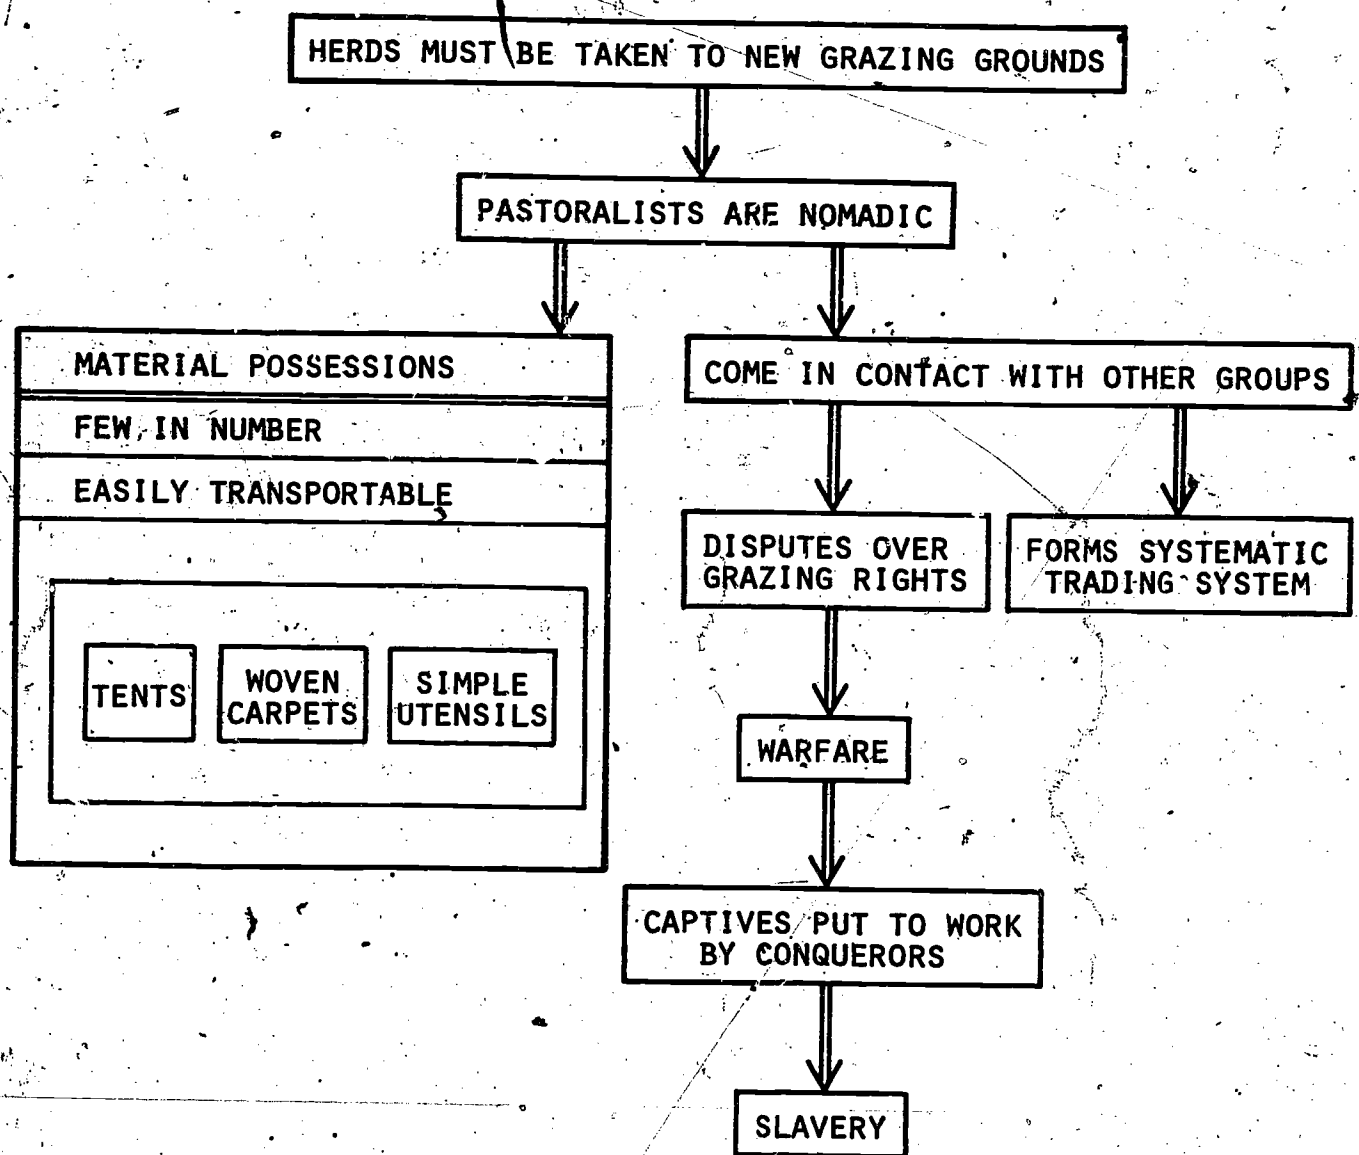 HERDS MUST BE TAKEN TO NEW GRAZING GROUNDS
PASTORALISTS ARE NOMADIC
MATERIAL POSSESSIONS
FEW IN NUMBER
EASILY TRANSPORTABLE
TENTS
WOVEN
CARPETS
SIMPLE
UTENSILS
COME IN CONTACT WITH OTHER GROUPS
DISPUTES OVER
GRAZING RIGHTS
FORMS SYSTEMATIC
TRADING SYSTEM
WARFARE
CAPTIVES PUT TO WORK
BY CONQUERORS
SLAVERY